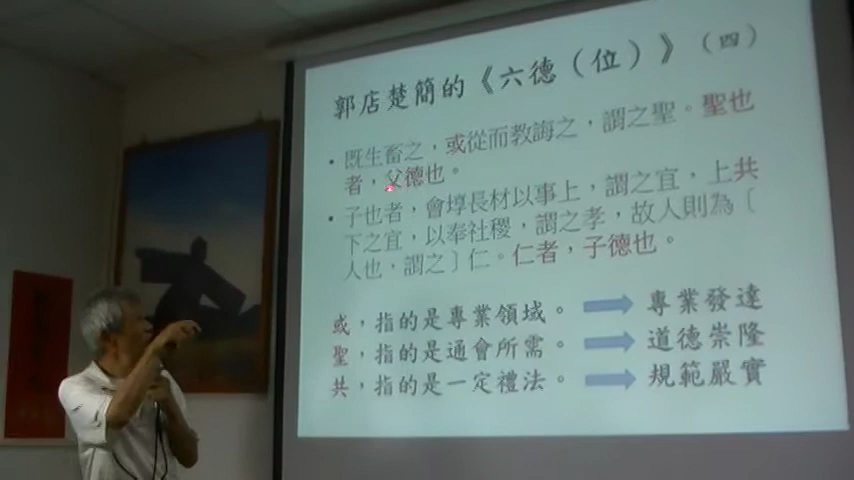 郭店楚簡的《六德(位)》(四)
• 既生畜之，或從而教誨之，謂之聖。聖也
者，父德也。
• 子也者，會埻長材以事上，謂之宜，上共
下之宜，以奉社稷，謂之孝，故人則為〔
人也，謂之〕仁。仁者，子德也。
或，指的是專業領域。 專業發達
聖，指的是通會所需。 道德崇隆
共，指的是一定禮法。 規範嚴實